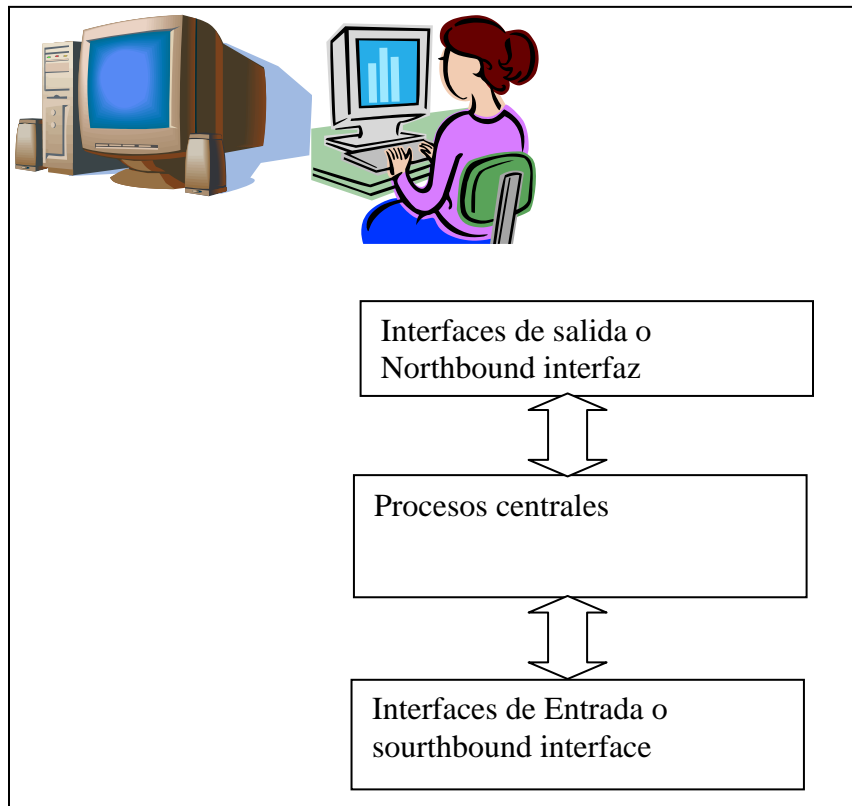 Interfaces de salida o
Northbound interfaz
Procesos centrales
Interfaces de Entrada o
sourthbound interface